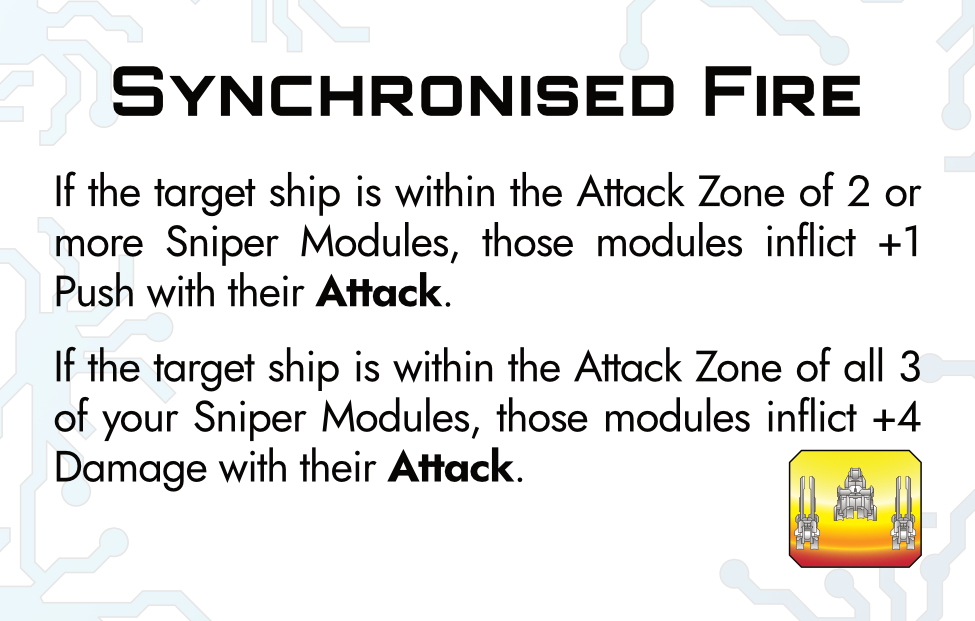 Synchronised Fire
If the target ship is within the Attack Zone of 2 or
more Sniper Modules, those modules inflict +1
Push with their Attack.
If the target ship is within the Attack Zone of all 3
of your Sniper Modules, those modules inflict +4
Damage with their Attack.